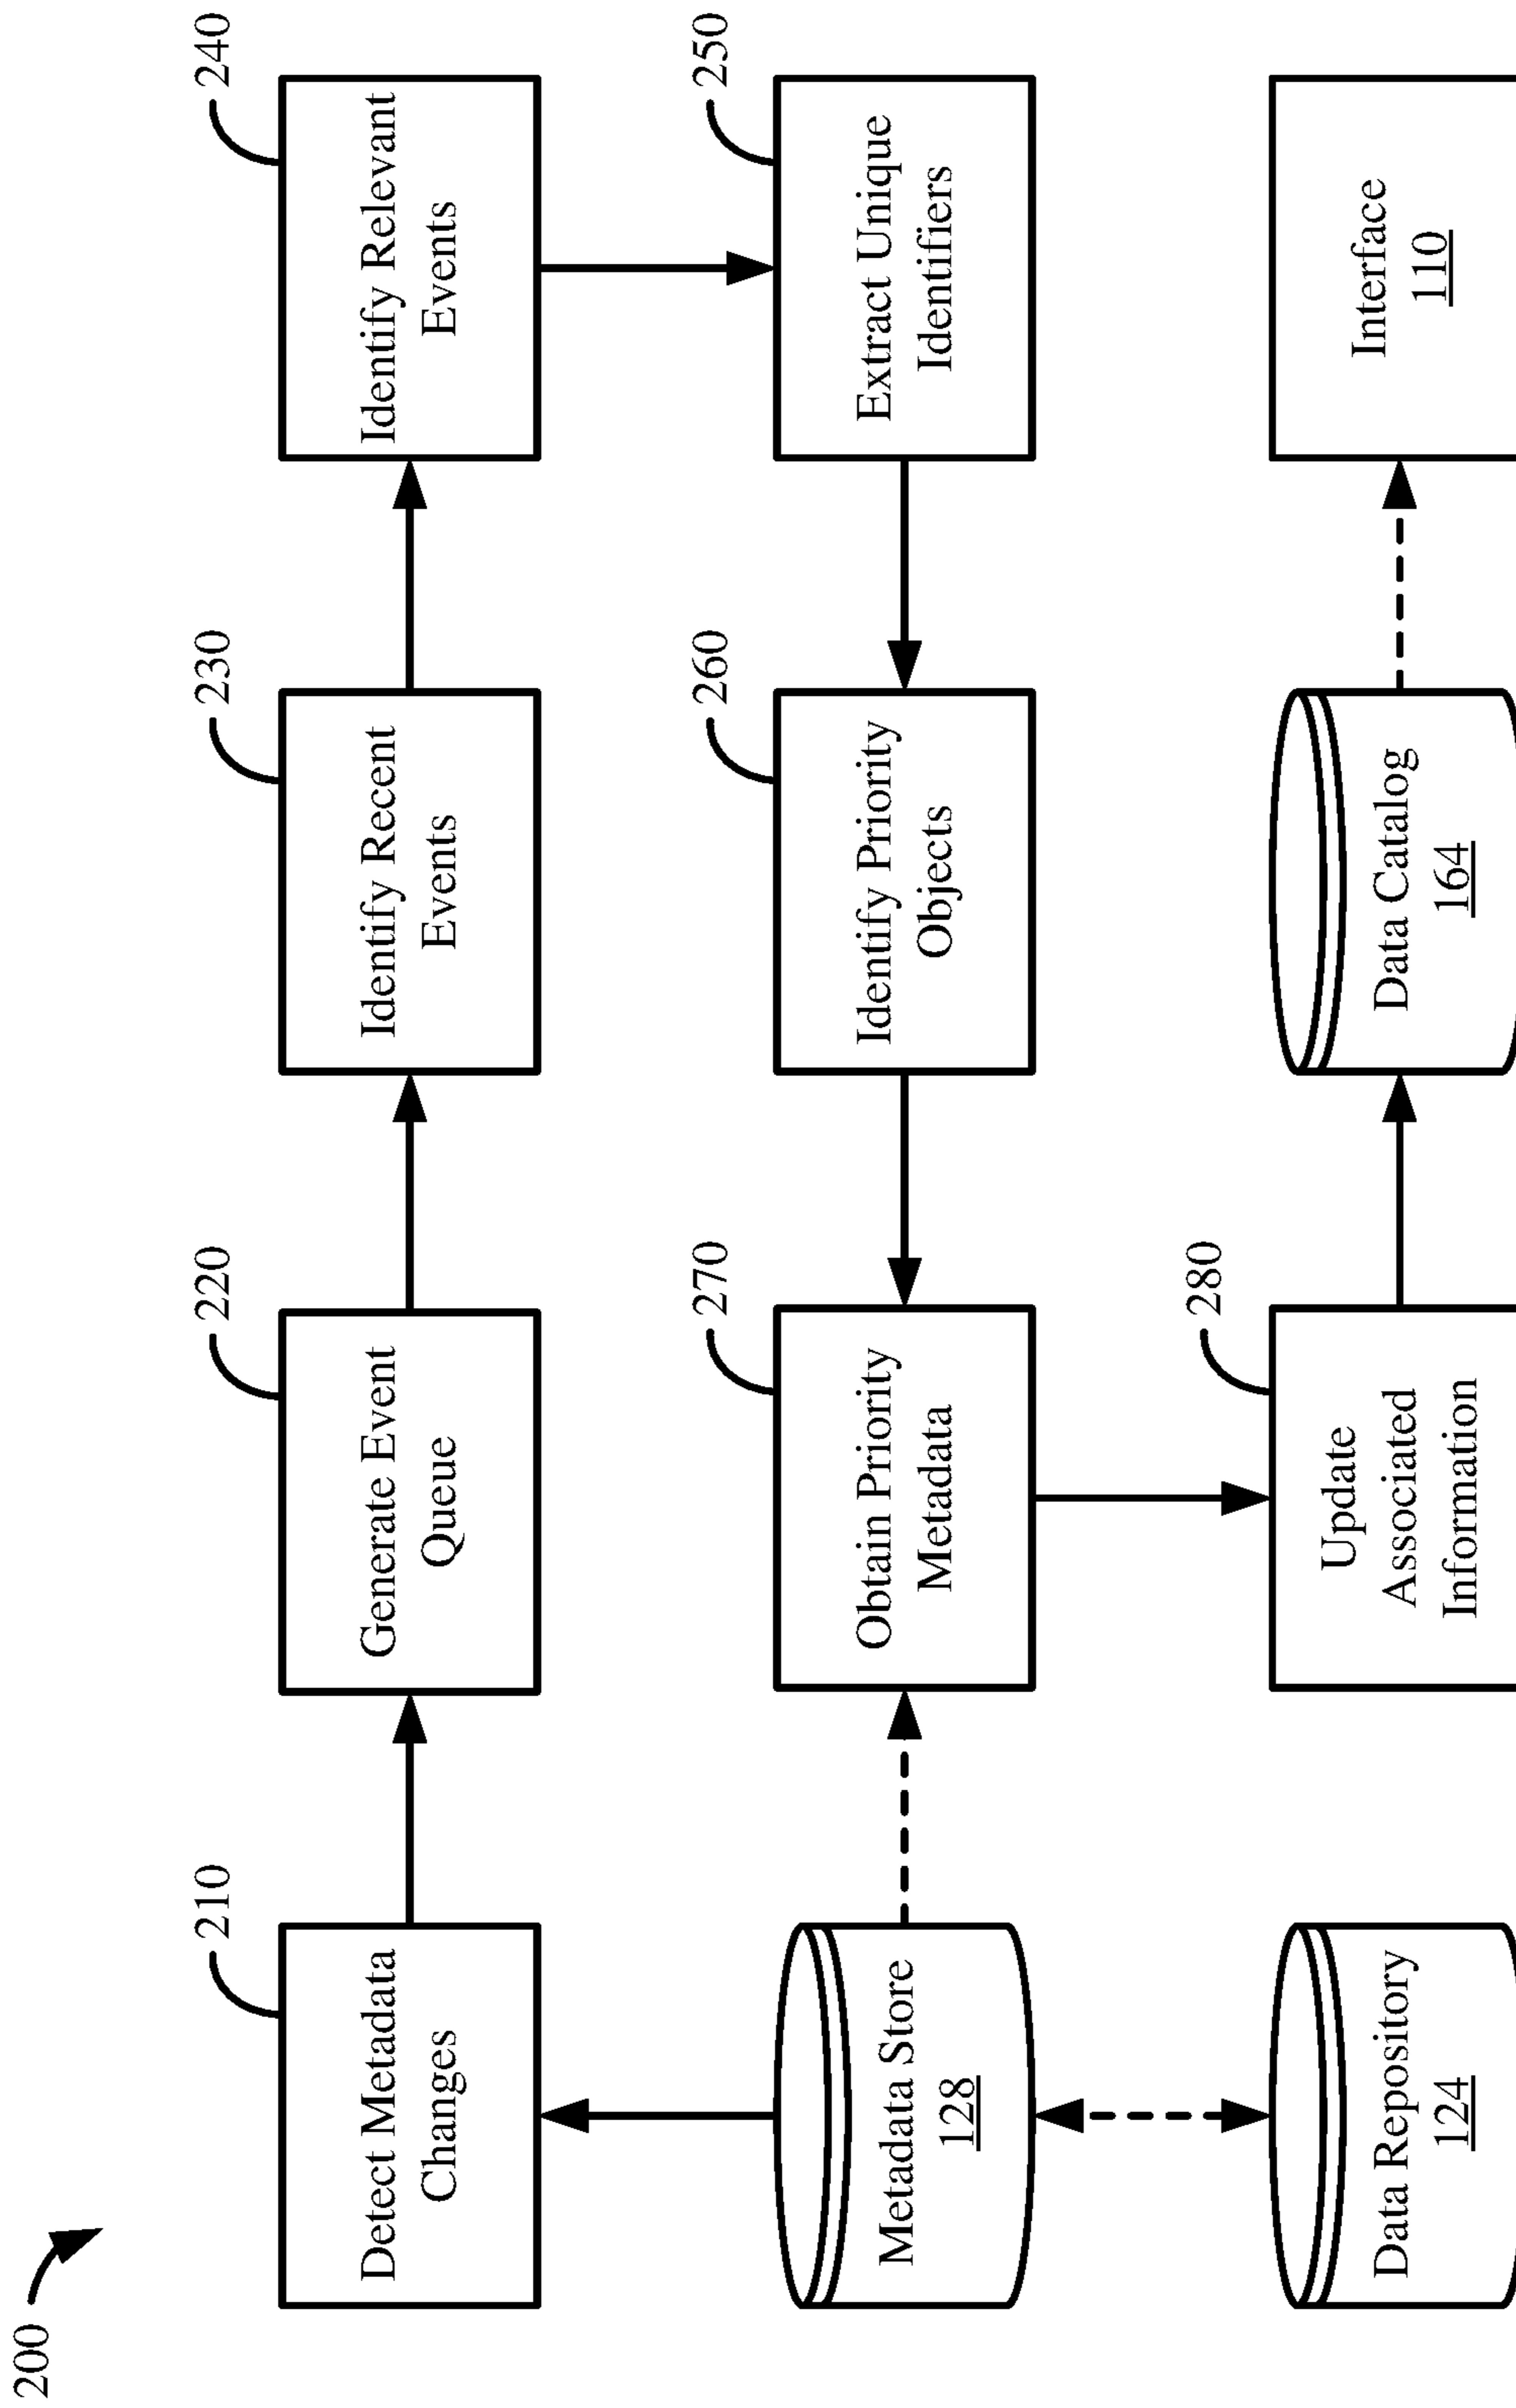 200
210
Detect Metadata
Changes
220
Generate Event
Queue
230
Identify Recent
Events
240
Identify Relevant
Events
Metadata Store
128
270
Obtain Priority
Metadata
260
Identify Priority
Objects
250
Extract Unique
Identifiers
Data Repository
124
280
Update
Associated
Information
Data Catalog
164
Interface
110